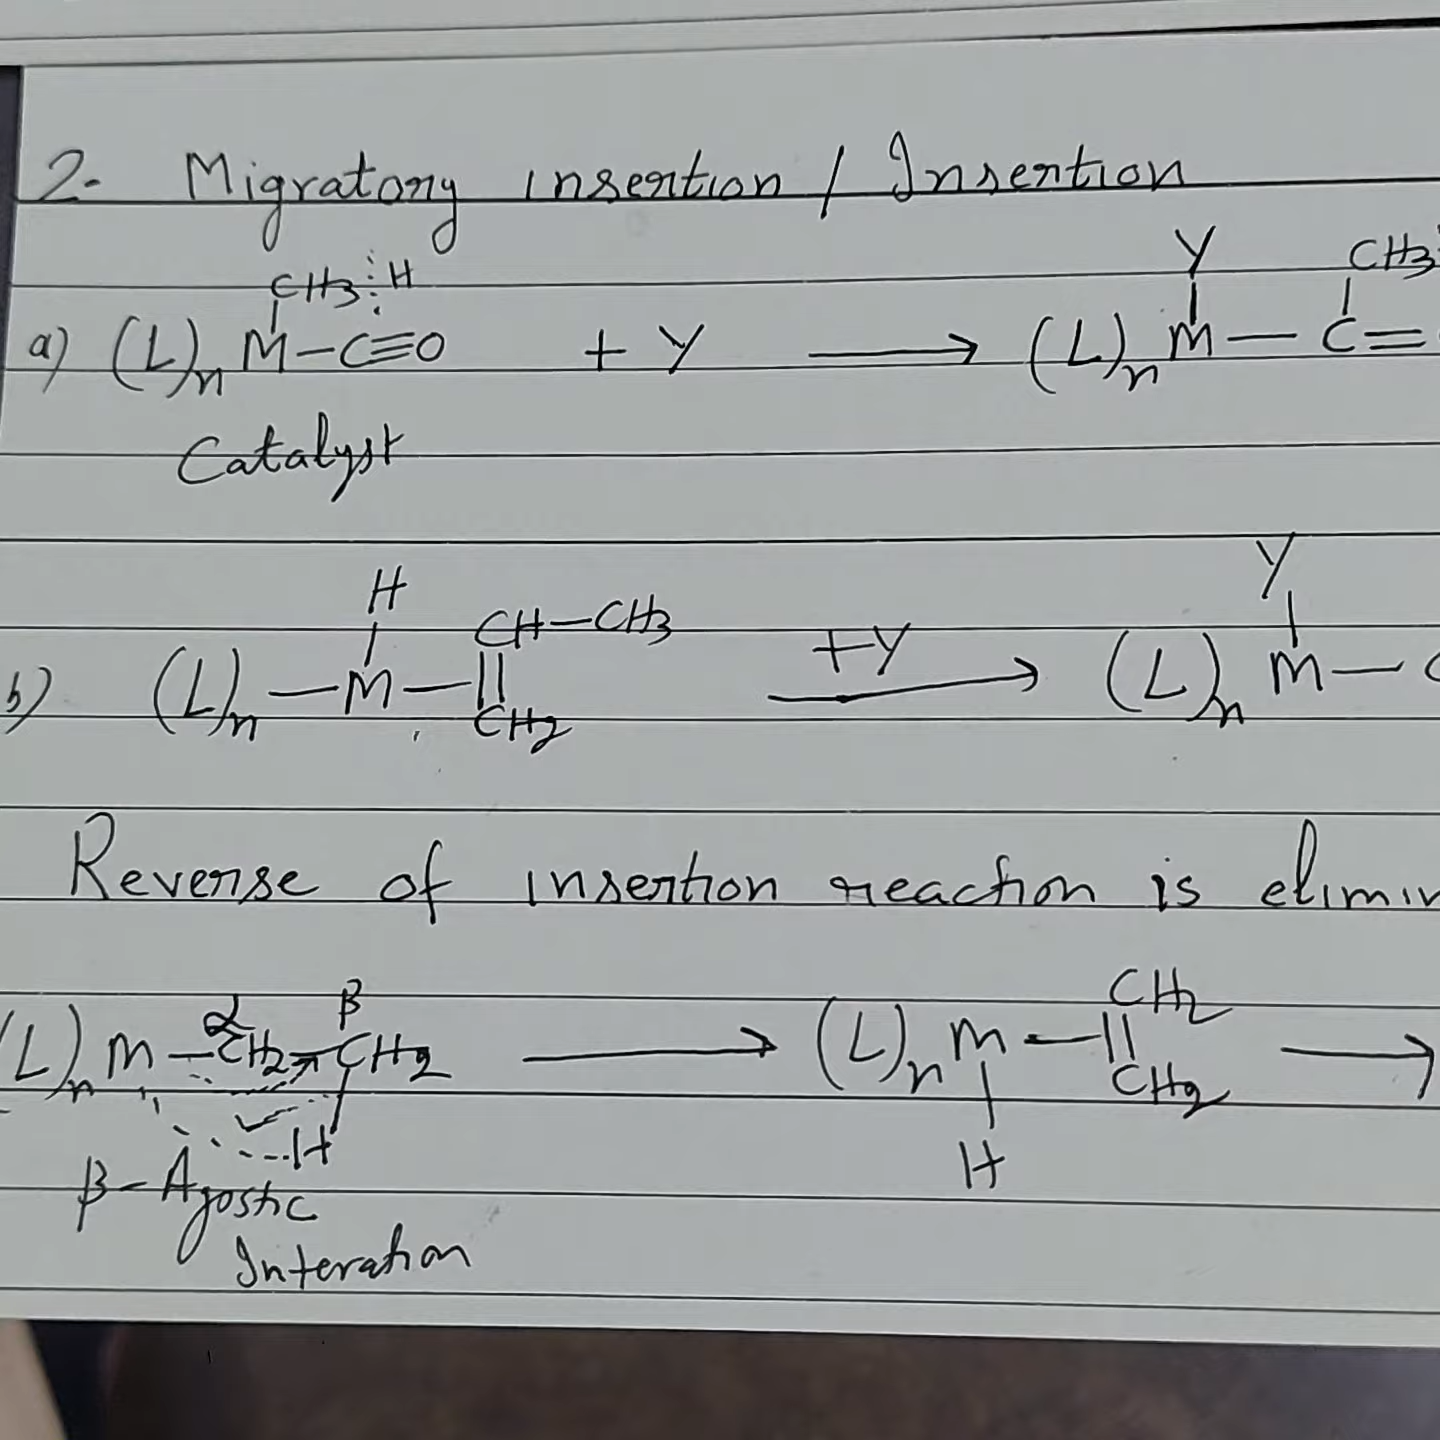 2- Migratory insertion / Insertion
CH3 ⋮ H Y CH3
a) (L)n M–C≡O + Y ⟶ (L)n M – C =
Catalyst
H Y
CH–CH3
b) (L)n –M– || +Y ⟶ (L)n M – C
CH2
Reverse of insertion reaction is elimin
α β CH2
(L)n M –CH2–CH2 ⟶ (L)n M – || ⟶
CH2
H H
β-Agostic
Interation